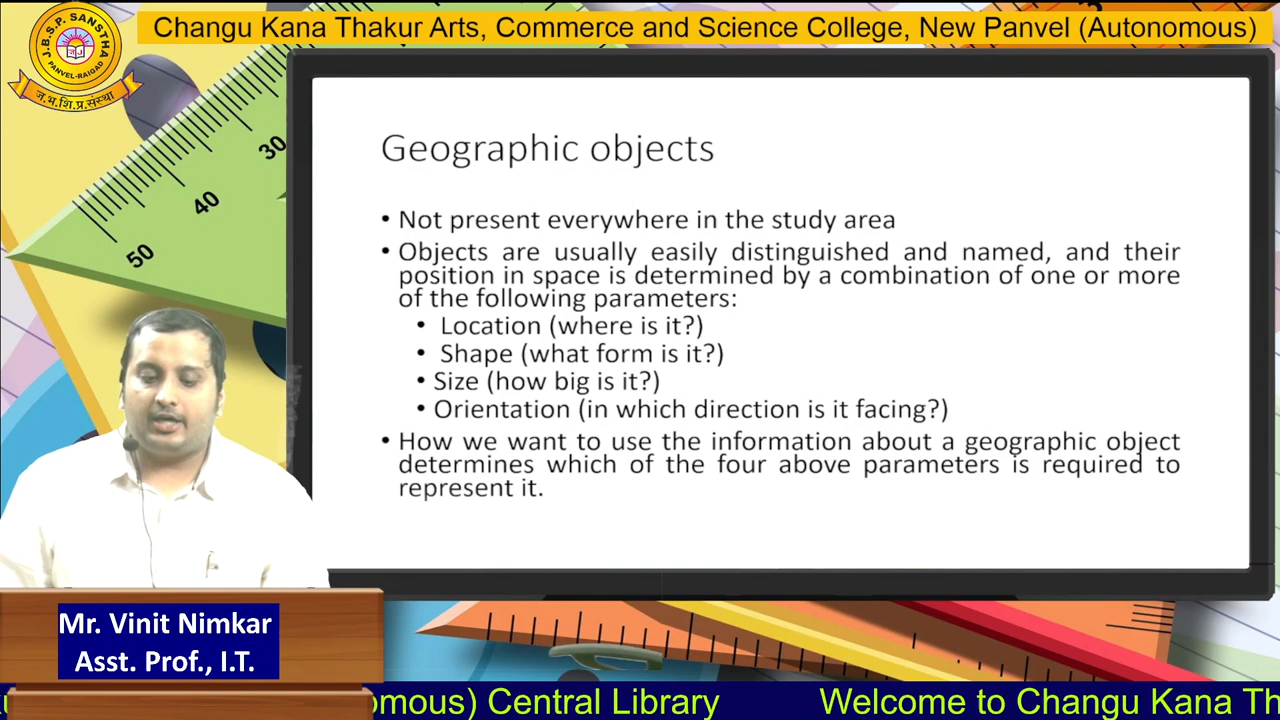 Changu Kana Thakur Arts, Commerce and Science College, New Panvel (Autonomous)
J.B.S.P. SANSTHA
PANVEL-RAIGAD
ज.भ.शि.प्र.संस्था
30
40
50
Geographic objects
• Not present everywhere in the study area
• Objects are usually easily distinguished and named, and their
position in space is determined by a combination of one or more
of the following parameters:
• Location (where is it?)
• Shape (what form is it?)
• Size (how big is it?)
• Orientation (in which direction is it facing?)
• How we want to use the information about a geographic object
determines which of the four above parameters is required to
represent it.
Mr. Vinit Nimkar
Asst. Prof., I.T.
omous) Central Library Welcome to Changu Kana Th